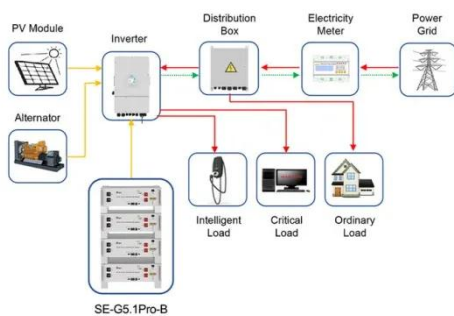 PV Module
Inverter
Distribution
Box
Electricity
Meter
Power
Grid
Alternator
Intelligent
Load
Critical
Load
Ordinary
Load
SE-G5.1Pro-B